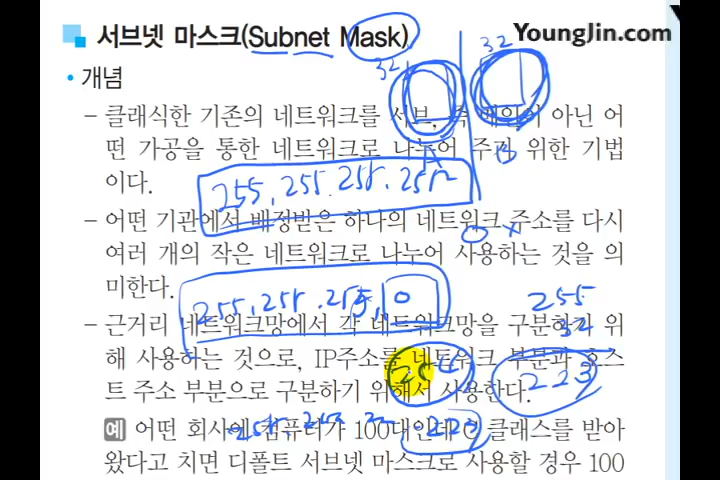 서브넷 마스크(Subnet Mask)
YoungJin.com
• 개념
32
32
– 클래식한 기존의 네트워크를 서브, 즉 메인이 아닌 어
떤 가공을 통한 네트워크로 나누어 주기 위한 기법
이다.
A
B
255.255.255.255
– 어떤 기관에서 배정받은 하나의 네트워크 주소를 다시
여러 개의 작은 네트워크로 나누어 사용하는 것을 의
미한다.
255.255.255.0
255
32
– 근거리 네트워크망에서 각 네트워크망을 구분하기 위
해 사용하는 것으로, IP주소를 네트워크 부분과 호스
트 주소 부분으로 구분하기 위해서 사용한다.
223
223
예 어떤 회사에 컴퓨터가 100대인데 C 클래스를 받아
왔다고 치면 디폴트 서브넷 마스크로 사용할 경우 100